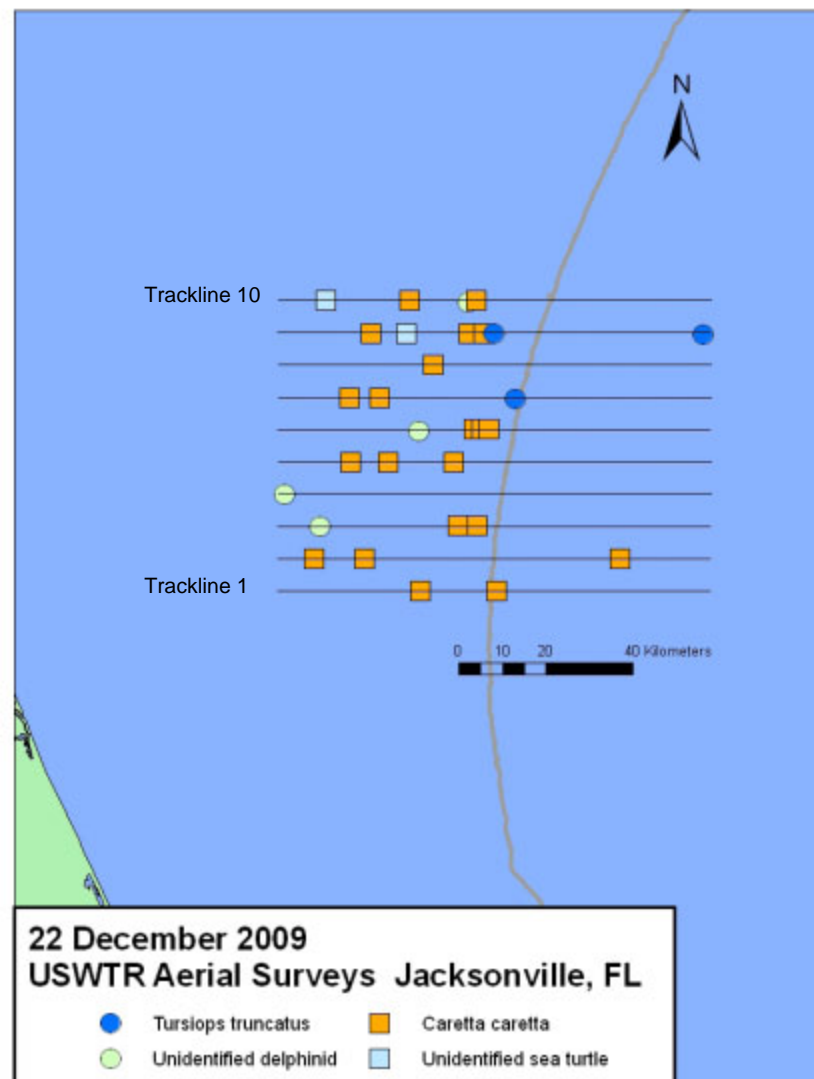 N
Trackline 10
Trackline 1
0 10 20 40 Kilometers
22 December 2009
USWTR Aerial Surveys Jacksonville, FL
Tursiops truncatus Caretta caretta
Unidentified delphinid Unidentified sea turtle